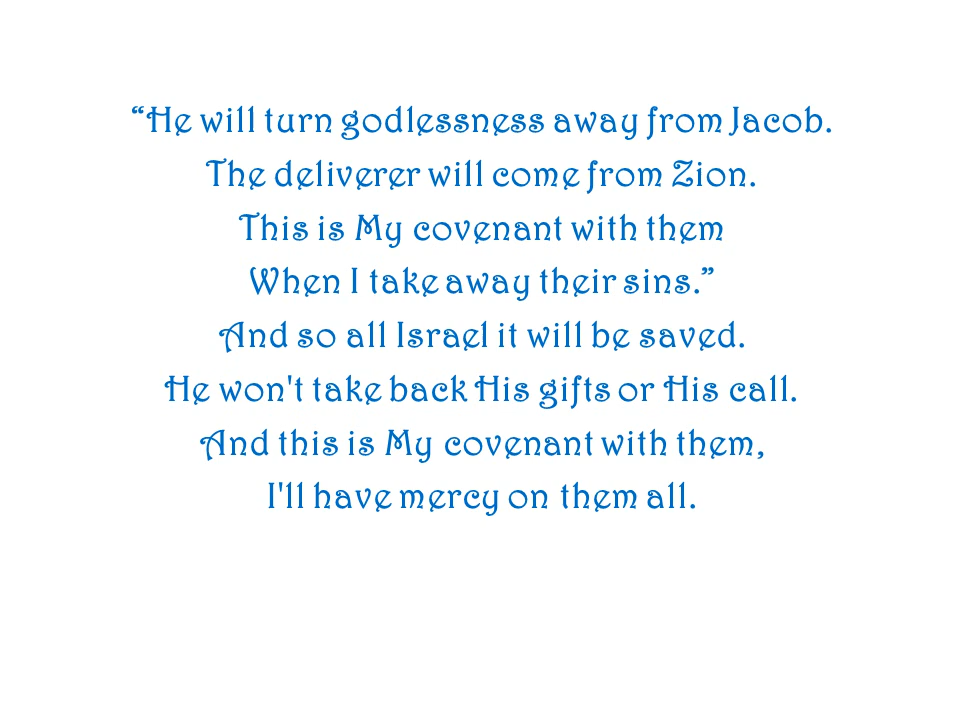 “He will turn godlessness away from Jacob.
The deliverer will come from Zion.
This is My covenant with them
When I take away their sins.”
And so all Israel it will be saved.
He won't take back His gifts or His call.
And this is My covenant with them,
I'll have mercy on them all.